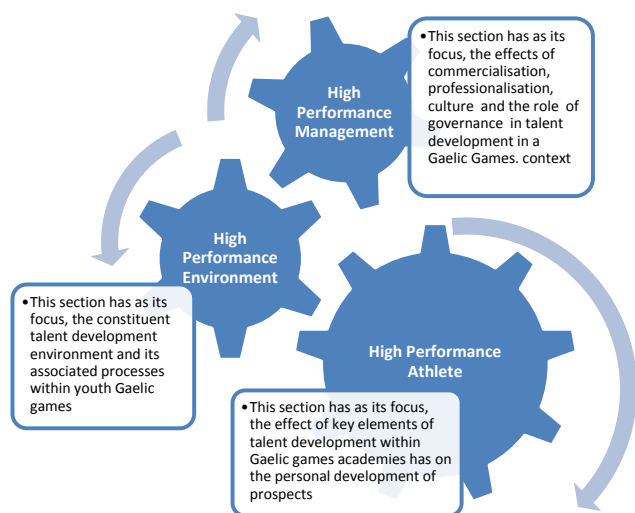 High
Performance
Management
•This section has as its
focus, the effects of
commercialisation,
professionalisation,
culture and the role of
governance in talent
development in a
Gaelic Games. context
High
Performance
Environment
•This section has as its
focus, the constituent
talent development
environment and its
associated processes
within youth Gaelic
games
High Performance
Athlete
•This section has as its focus,
the effect of key elements of
talent development within
Gaelic games academies has on
the personal development of
prospects